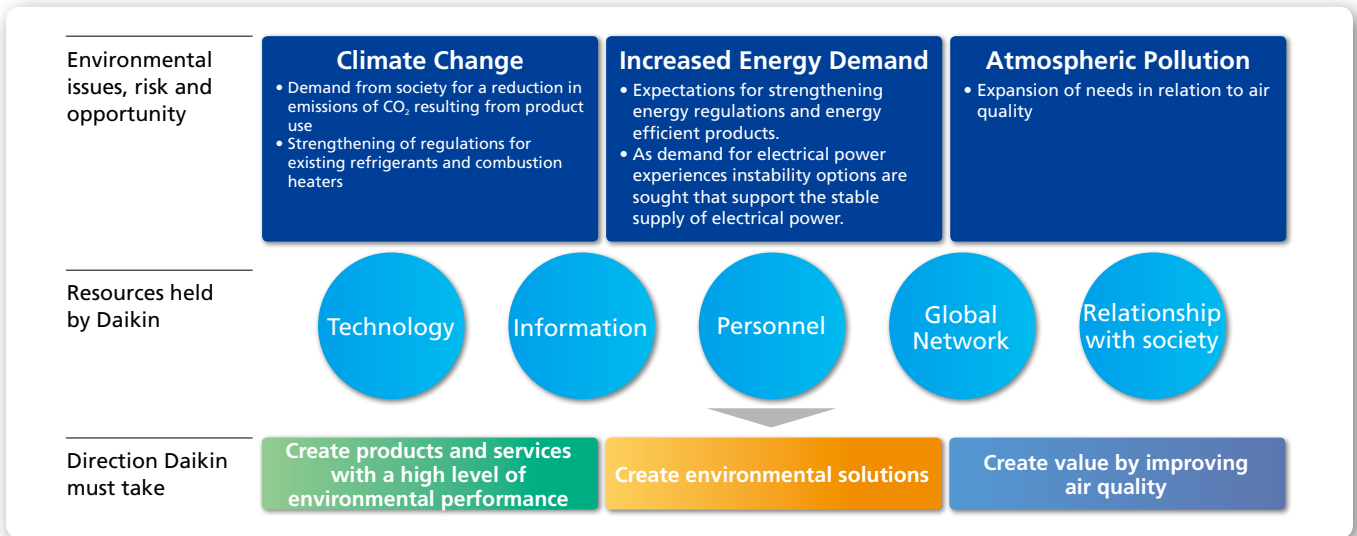 Environmental
issues, risk and
opportunity
Climate Change
• Demand from society for a reduction in
emissions of CO₂ resulting from product
use
• Strengthening of regulations for
existing refrigerants and combustion
heaters
Increased Energy Demand
• Expectations for strengthening
energy regulations and energy
efficient products.
• As demand for electrical power
experiences instability options are
sought that support the stable
supply of electrical power.
Atmospheric Pollution
• Expansion of needs in relation to air
quality
Resources held
by Daikin
Technology
Information
Personnel
Global
Network
Relationship
with society
Direction Daikin
must take
Create products and services
with a high level of
environmental performance
Create environmental solutions
Create value by improving
air quality